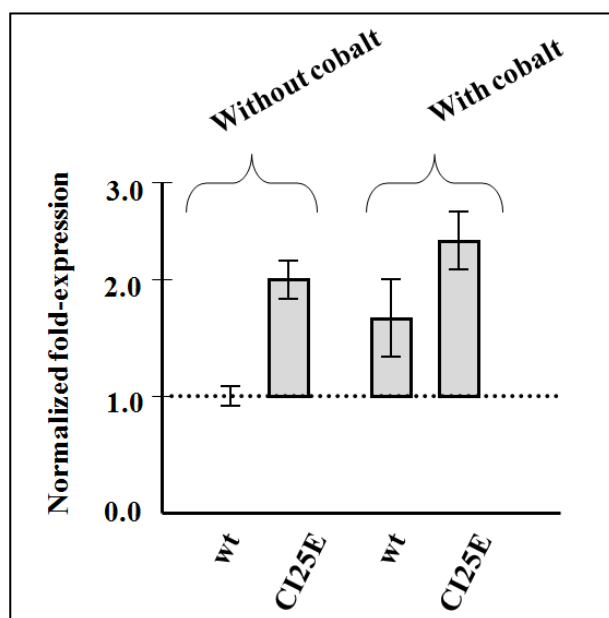 Without cobalt
With cobalt
Normalized fold-expression
3.0
2.0
1.0
0.0
wt
CI25E
wt
CI25E